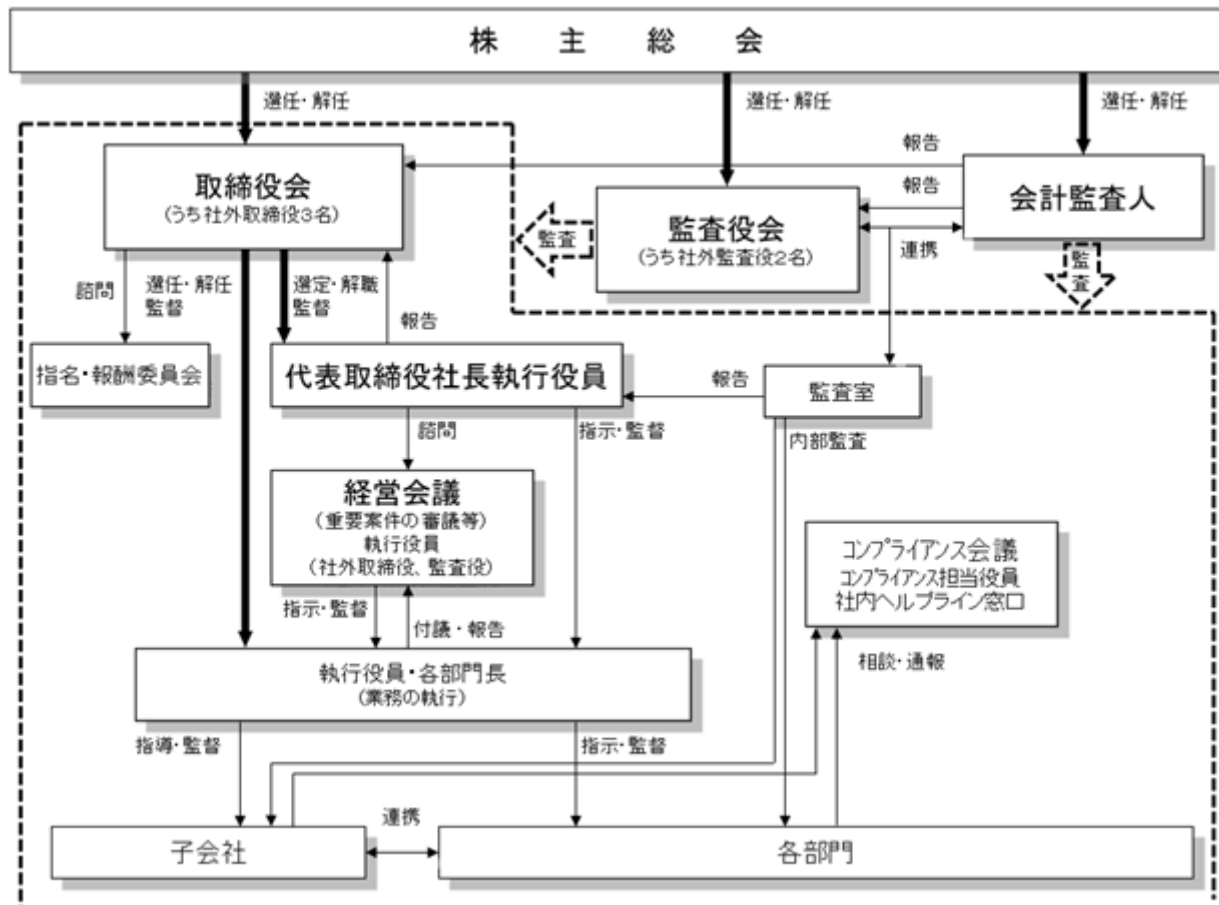 株主総会
選任・解任
選任・解任
選任・解任
報告
取締役会
(うち社外取締役3名)
報告
会計監査人
監査役会
(うち社外監査役2名)
監査
連携
監査
諮問
選任・解任
監督
選定・解職
監督
報告
指名・報酬委員会
代表取締役社長執行役員
報告
監査室
諮問
指示・監督
内部監査
経営会議
(重要案件の審議等)
執行役員
(社外取締役、監査役)
コンプライアンス会議
コンプライアンス担当役員
社内ヘルプライン窓口
指示・監督
付議・報告
相談・通報
執行役員・各部門長
(業務の執行)
指導・監督
指示・監督
連携
子会社
各部門